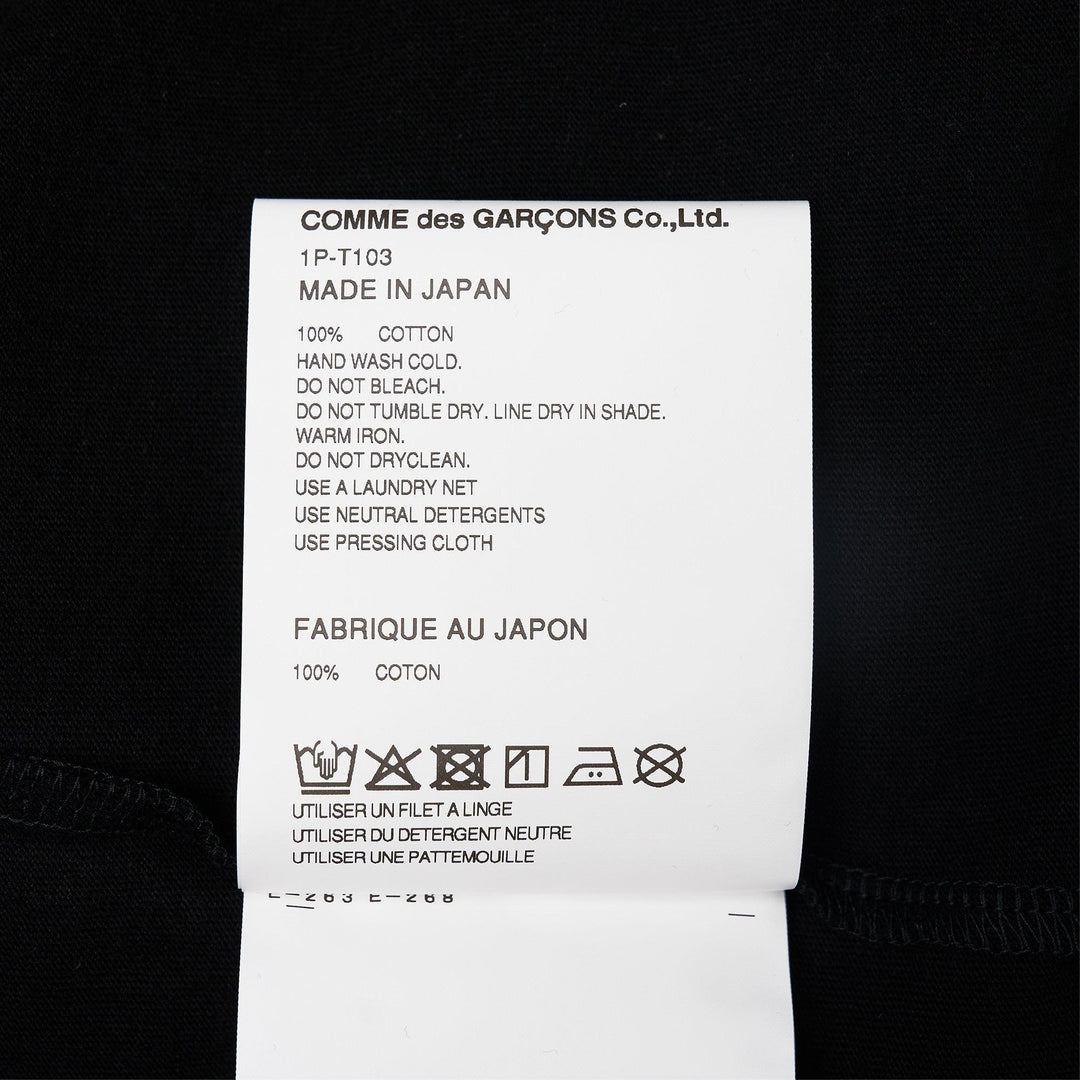 COMME des GARÇONS Co.,Ltd.
1P-T103
MADE IN JAPAN
100% COTTON
HAND WASH COLD.
DO NOT BLEACH.
DO NOT TUMBLE DRY. LINE DRY IN SHADE.
WARM IRON.
DO NOT DRYCLEAN.
USE A LAUNDRY NET
USE NEUTRAL DETERGENTS
USE PRESSING CLOTH
FABRIQUE AU JAPON
100% COTON
UTILISER UN FILET A LINGE
UTILISER DU DETERGENT NEUTRE
UTILISER UNE PATTEMOUILLE